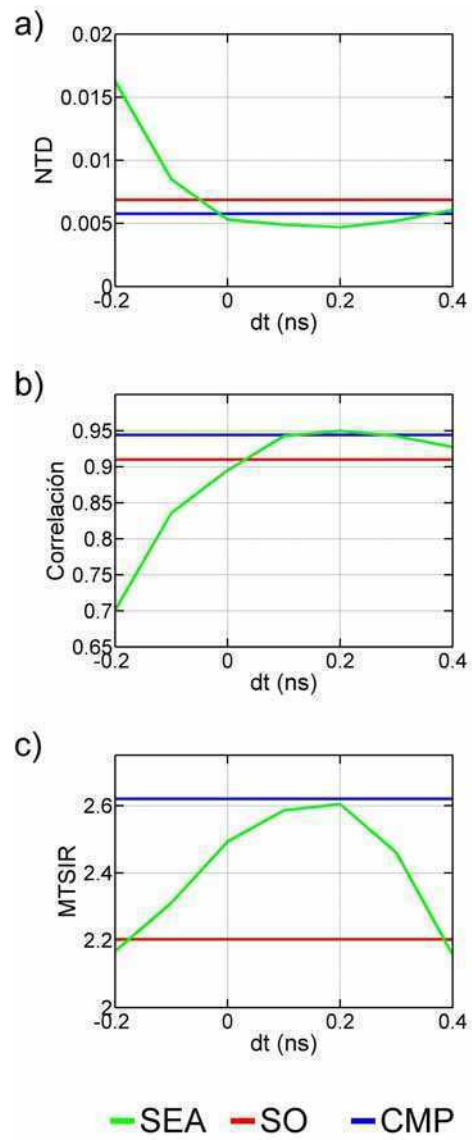 a)
0.02
0.015
0.01
0.005
0
NTD
-0.2 0 0.2 0.4
dt (ns)
b)
0.95
0.9
0.85
0.8
0.75
0.7
0.65
Correlación
-0.2 0 0.2 0.4
dt (ns)
c)
2.6
2.4
2.2
2
MTSIR
-0.2 0 0.2 0.4
dt (ns)
SEA SO CMP